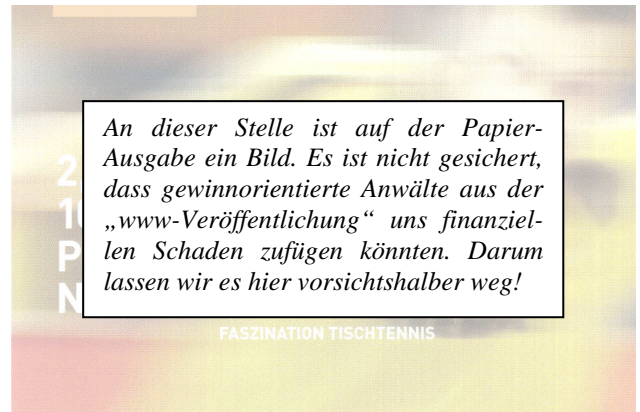 An dieser Stelle ist auf der Papier-
Ausgabe ein Bild. Es ist nicht gesichert,
dass gewinnorientierte Anwälte aus der
„www-Veröffentlichung“ uns finanziel-
len Schaden zufügen könnten. Darum
lassen wir es hier vorsichtshalber weg!
FASZINATION TISCHTENNIS